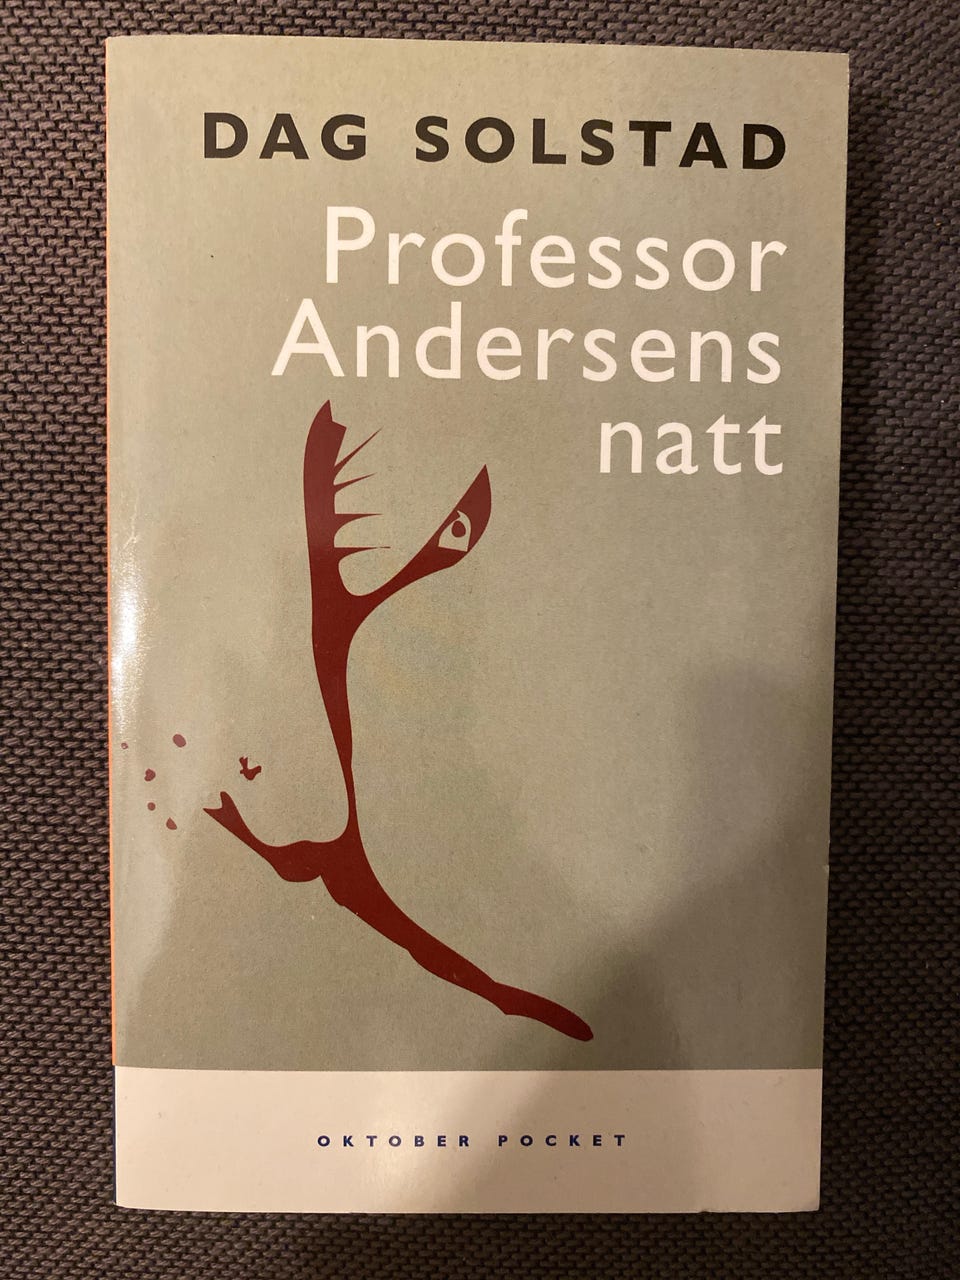 DAG SOLSTAD
Professor
Andersens
natt
OKTOBER POCKET